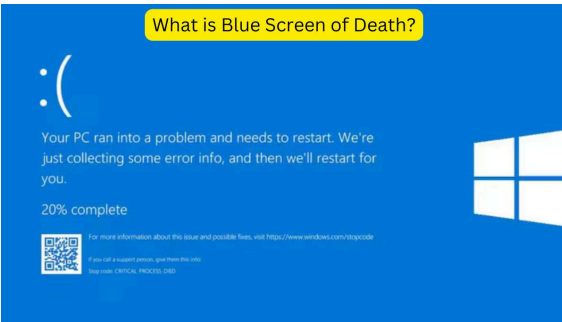 What is Blue Screen of Death?
:(
Your PC ran into a problem and needs to restart. We're
just collecting some error info, and then we'll restart for
you.
20% complete
For more information about this issue and possible fixes, visit https://www.windows.com/stopcode
If you call a support person, give them this info:
Stop code: CRITICAL PROCESS DIED